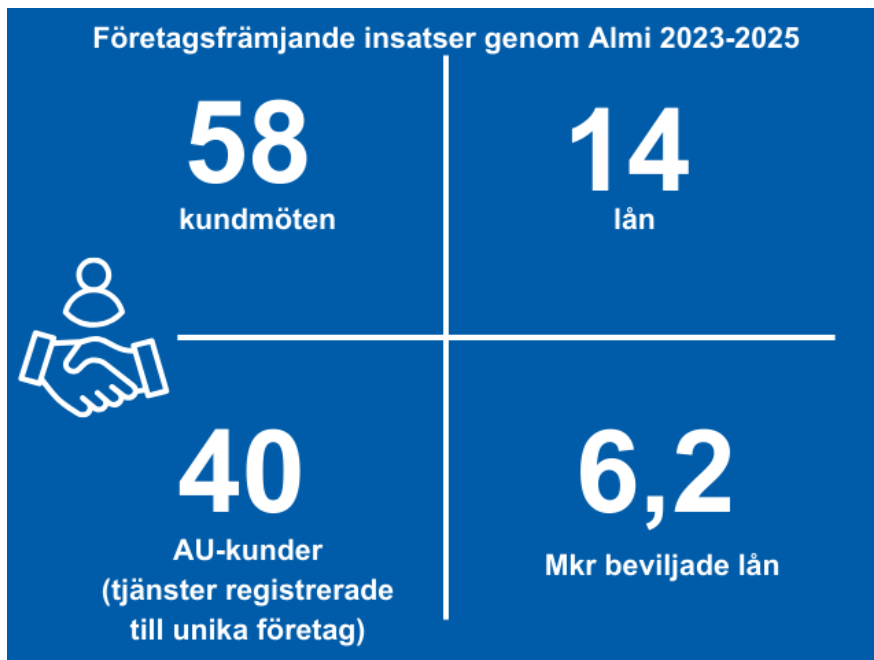 Företagsfrämjande insatser genom Almi 2023-2025
58
kundmöten
14
lån
40
AU-kunder
(tjänster registrerade
till unika företag)
6,2
Mkr beviljade lån